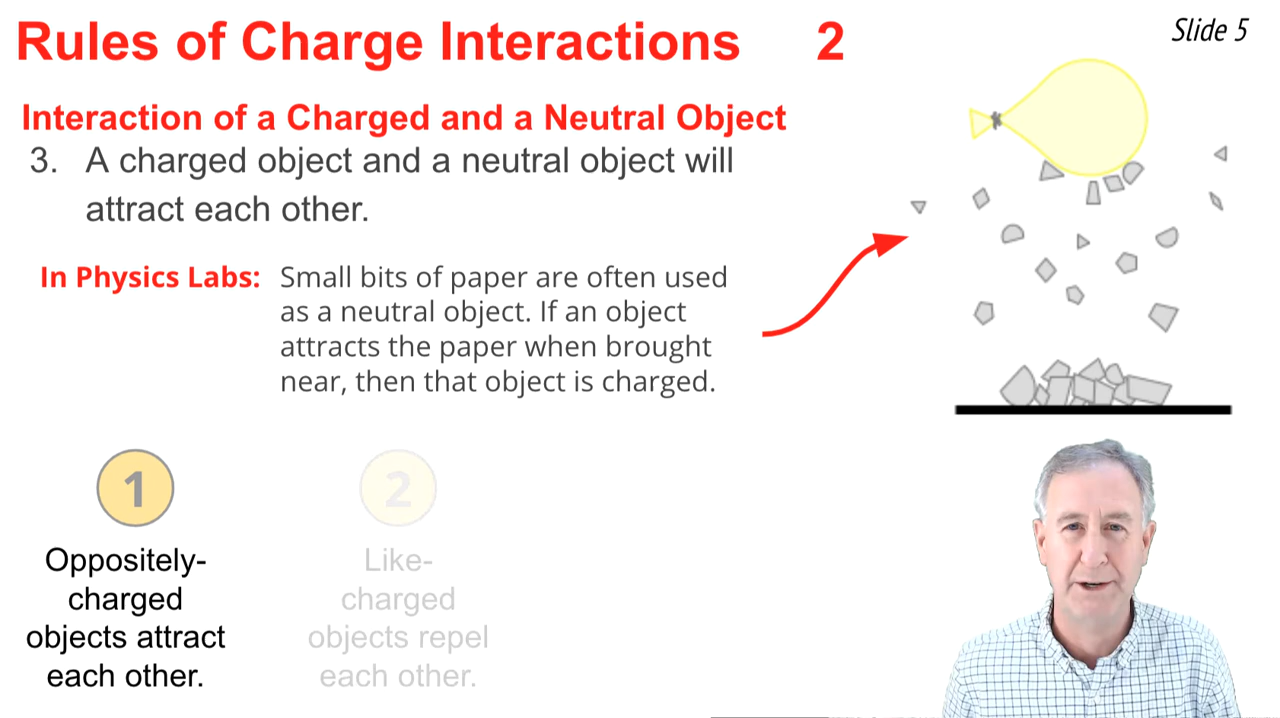 Rules of Charge Interactions 2
Slide 5
Interaction of a Charged and a Neutral Object
3. A charged object and a neutral object will
attract each other.
In Physics Labs: Small bits of paper are often used
as a neutral object. If an object
attracts the paper when brought
near, then that object is charged.
1
Oppositely-
charged
objects attract
each other.
2
Like-
charged
objects repel
each other.